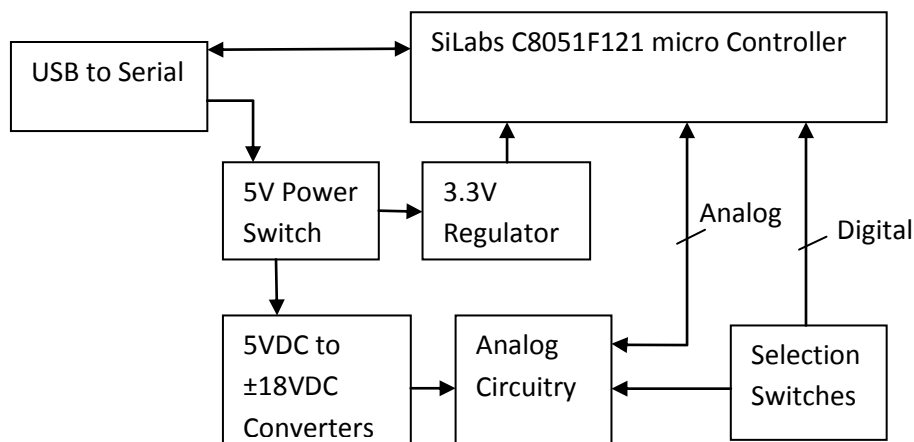 SiLabs C8051F121 micro Controller
USB to Serial
5V Power
Switch
3.3V
Regulator
Analog
Digital
5VDC to
±18VDC
Converters
Analog
Circuitry
Selection
Switches